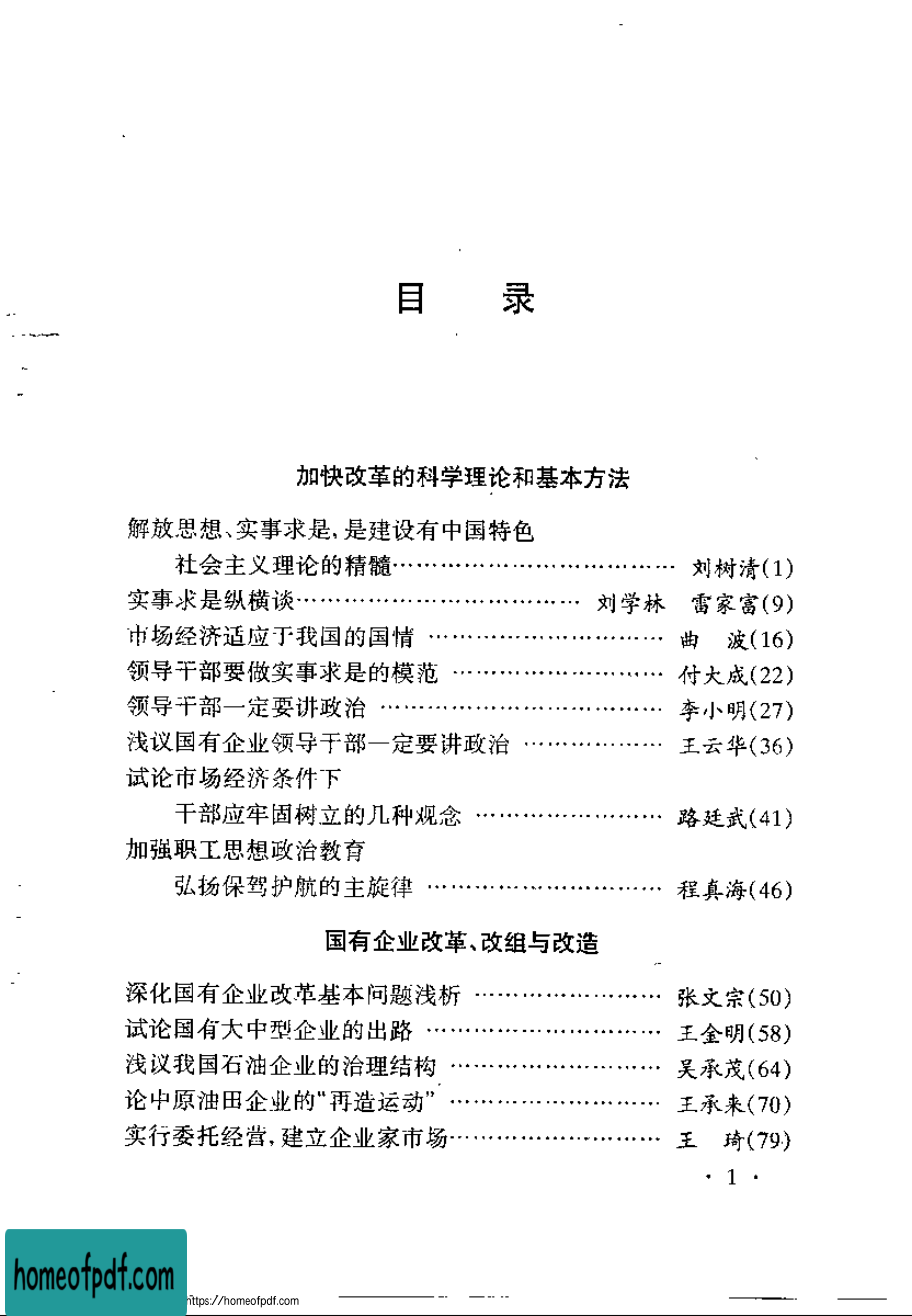 目 录
加快改革的科学理论和基本方法
解放思想、实事求是,是建设有中国特色
社会主义理论的精髓…………………………… 刘树清(1)
实事求是纵横谈…………………………… 刘学林 雷家富(9)
市场经济适应于我国的国情 ……………………… 曲 波(16)
领导干部要做实事求是的模范 …………………… 付大成(22)
领导干部一定要讲政治 …………………………… 李小明(27)
浅议国有企业领导干部一定要讲政治 …………… 王云华(36)
试论市场经济条件下
干部应牢固树立的几种观念 …………………… 路廷武(41)
加强职工思想政治教育
弘扬保驾护航的主旋律 ……………………… 程真海(46)
国有企业改革、改组与改造
深化国有企业改革基本问题浅析 ………………… 张文宗(50)
试论国有大中型企业的出路 ……………………… 王金明(58)
浅议我国石油企业的治理结构 …………………… 吴承茂(64)
论中原油田企业的“再造运动” …………………… 王承来(70)
实行委托经营,建立企业家市场…………………… 王 琦(79)
· 1 ·
homeofpdf.com
https://homeofpdf.com